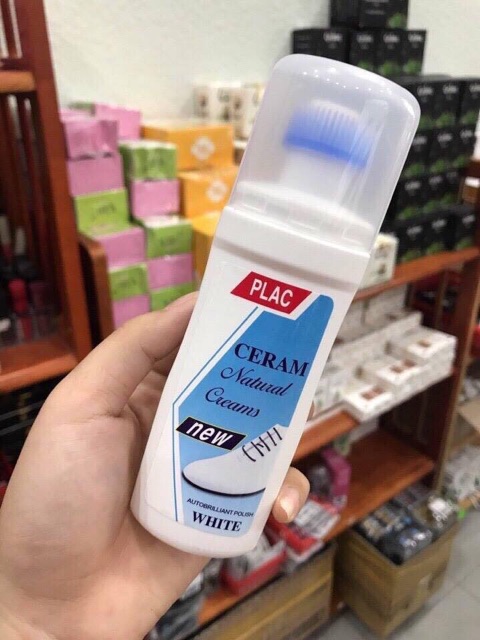 PLAC
CERAM
Natural
Creams
new
AUTOBRILLIANT POLISH
WHITE